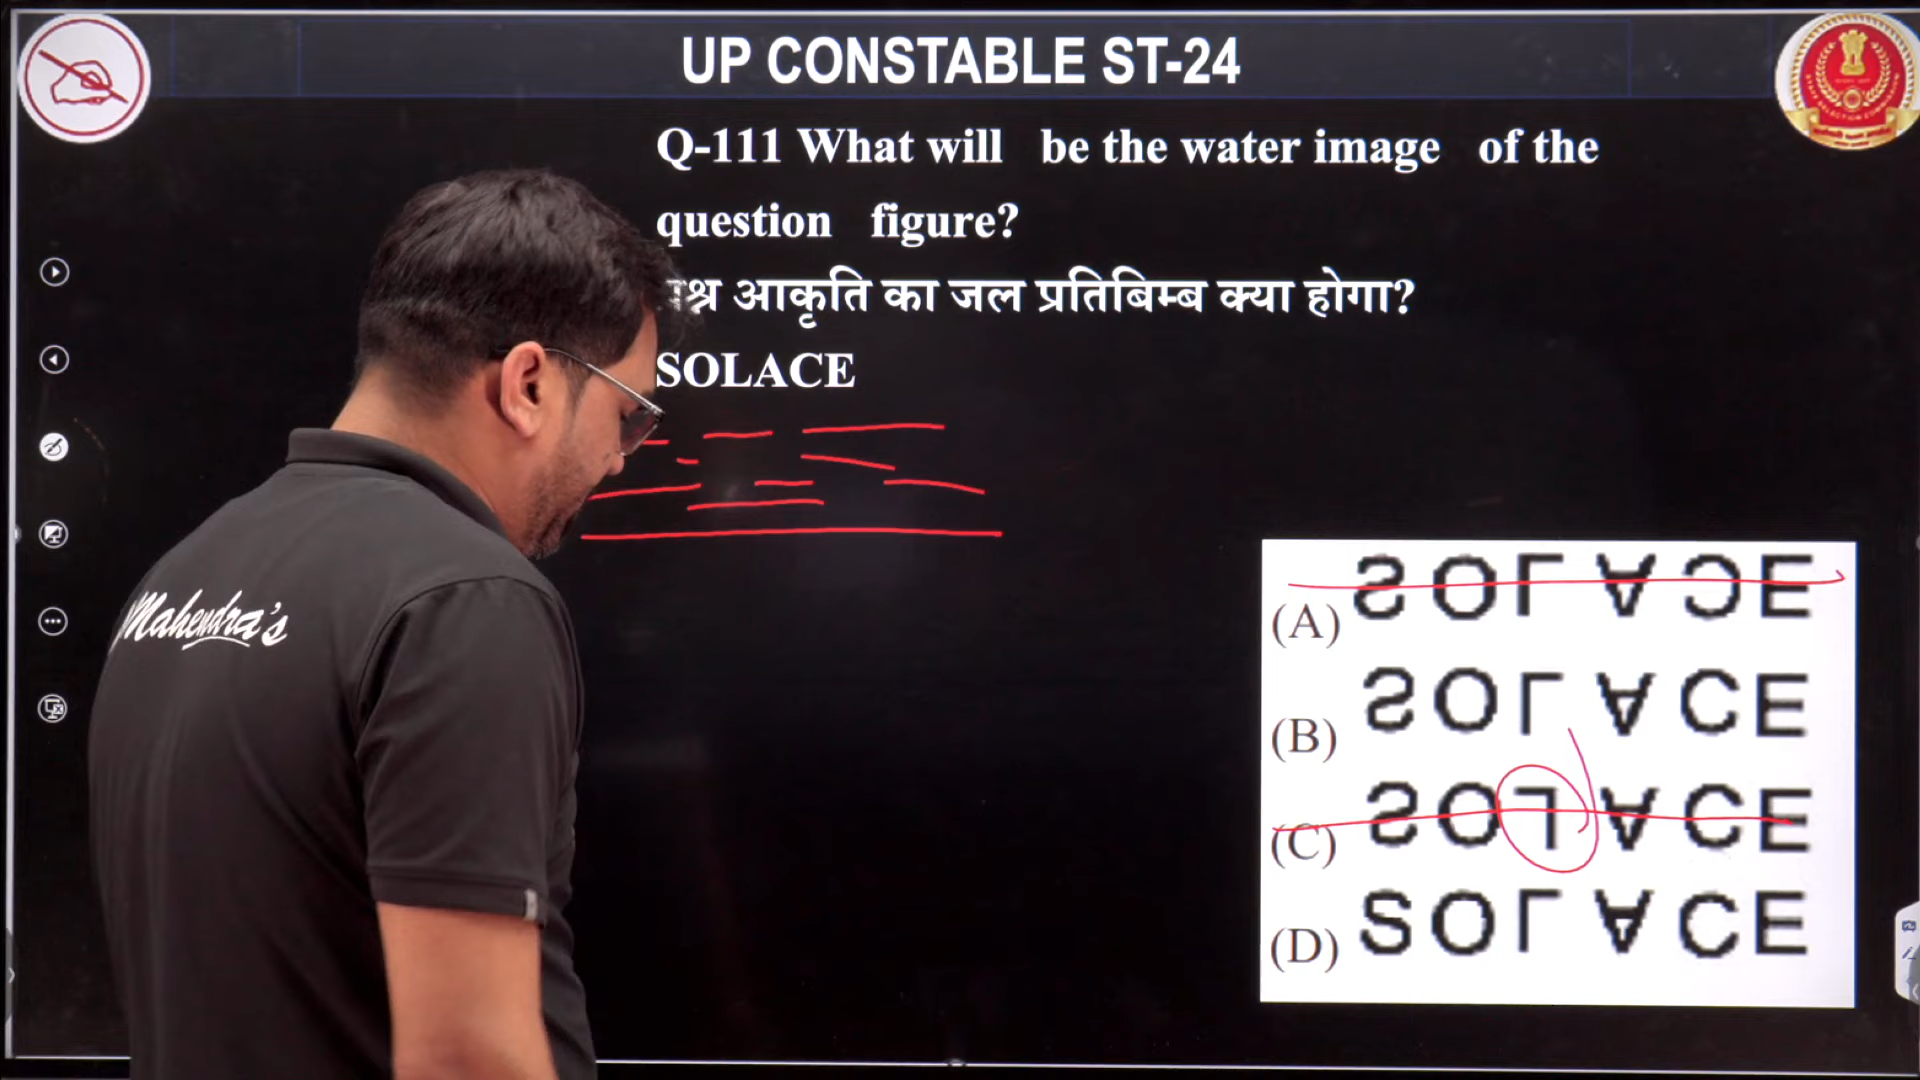 UP CONSTABLE ST-24
Q-111 What will be the water image of the
question figure?
आकृति का जल प्रतिबिम्ब क्या होगा?
SOLACE
(A)
(B)
(C)
(D)
Mahendra's